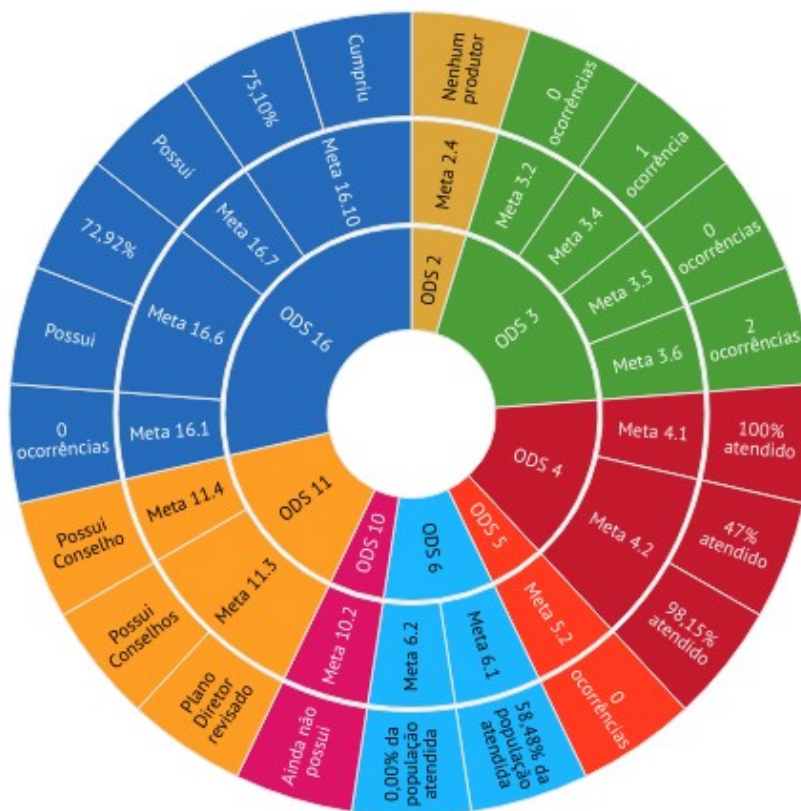 Cumpriu
75,10%
Possui
72,92%
Possui
0
ocorrências
Meta 16.10
Meta 16.7
Meta 16.6
Meta 16.1
ODS 16
Nenhum
produtor
Meta 2.4
ODS 2
0
ocorrências
1
ocorrência
0
ocorrências
2
ocorrências
Meta 3.2
Meta 3.4
Meta 3.5
Meta 3.6
ODS 3
100%
atendido
47%
atendido
98,15%
atendido
Meta 4.1
Meta 4.2
ODS 4
ODS 5
Meta 5.2
0
ocorrências
ODS 6
Meta 6.1
Meta 6.2
58,48% da
população
atendida
0,00% da
população
atendida
ODS 10
Meta 10.2
Ainda não
possui
ODS 11
Meta 11.4
Meta 11.3
Possui
Conselho
Possui
Conselhos
Plano
Diretor
revisado